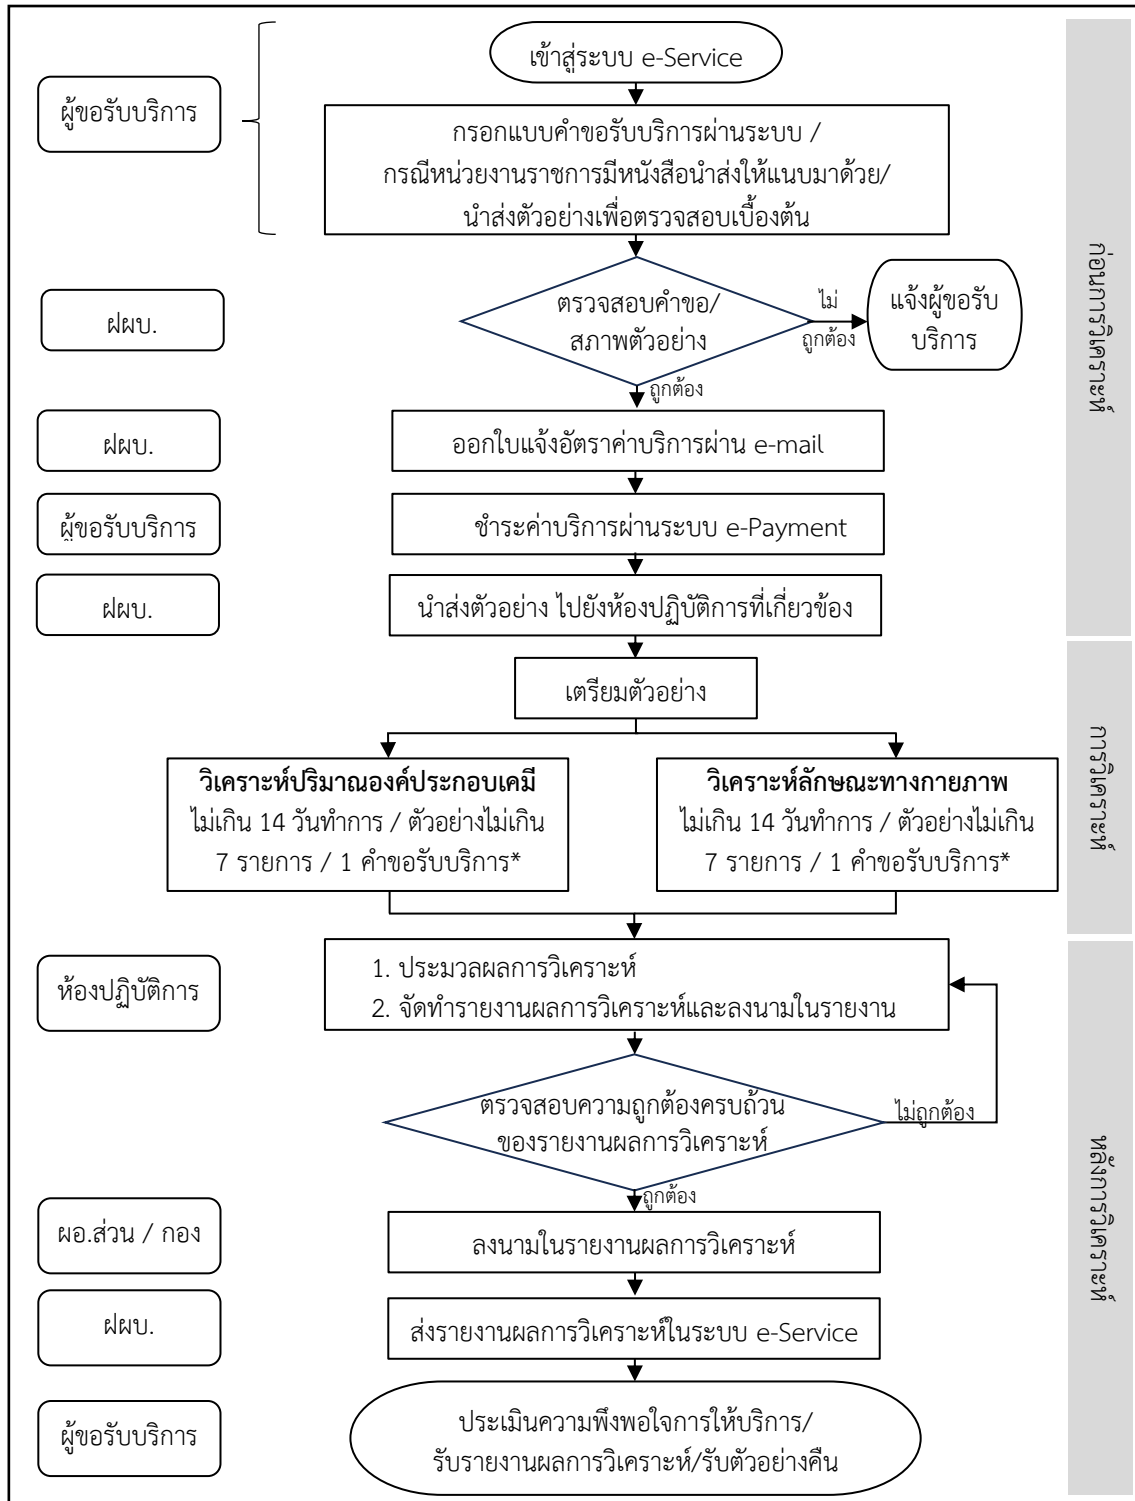 เข้าสู่ระบบ e-Service
ผู้ขอรับบริการ
กรอกแบบคำขอรับบริการผ่านระบบ /
กรณีหน่วยงานราชการมีหนังสือนำส่งให้แนบมาด้วย/
นำส่งตัวอย่างเพื่อตรวจสอบเบื้องต้น
ก่อนการวิเคราะห์
ฝผบ.
ตรวจสอบคำขอ/
สภาพตัวอย่าง
ไม่
ถูกต้อง
แจ้งผู้ขอรับ
บริการ
ถูกต้อง
ฝผบ.
ออกใบแจ้งอัตราค่าบริการผ่าน e-mail
ผู้ขอรับบริการ
ชำระค่าบริการผ่านระบบ e-Payment
ฝผบ.
นำส่งตัวอย่าง ไปยังห้องปฏิบัติการที่เกี่ยวข้อง
เตรียมตัวอย่าง
การวิเคราะห์
วิเคราะห์ปริมาณองค์ประกอบเคมี
ไม่เกิน 14 วันทำการ / ตัวอย่างไม่เกิน
7 รายการ / 1 คำขอรับบริการ*
วิเคราะห์ลักษณะทางกายภาพ
ไม่เกิน 14 วันทำการ / ตัวอย่างไม่เกิน
7 รายการ / 1 คำขอรับบริการ*
ห้องปฏิบัติการ
1. ประมวลผลการวิเคราะห์
2. จัดทำรายงานผลการวิเคราะห์และลงนามในรายงาน
หลังการวิเคราะห์
ตรวจสอบความถูกต้องครบถ้วน
ของรายงานผลการวิเคราะห์
ไม่ถูกต้อง
ถูกต้อง
ผอ.ส่วน / กอง
ลงนามในรายงานผลการวิเคราะห์
ฝผบ.
ส่งรายงานผลการวิเคราะห์ในระบบ e-Service
ผู้ขอรับบริการ
ประเมินความพึงพอใจการให้บริการ/
รับรายงานผลการวิเคราะห์/รับตัวอย่างคืน